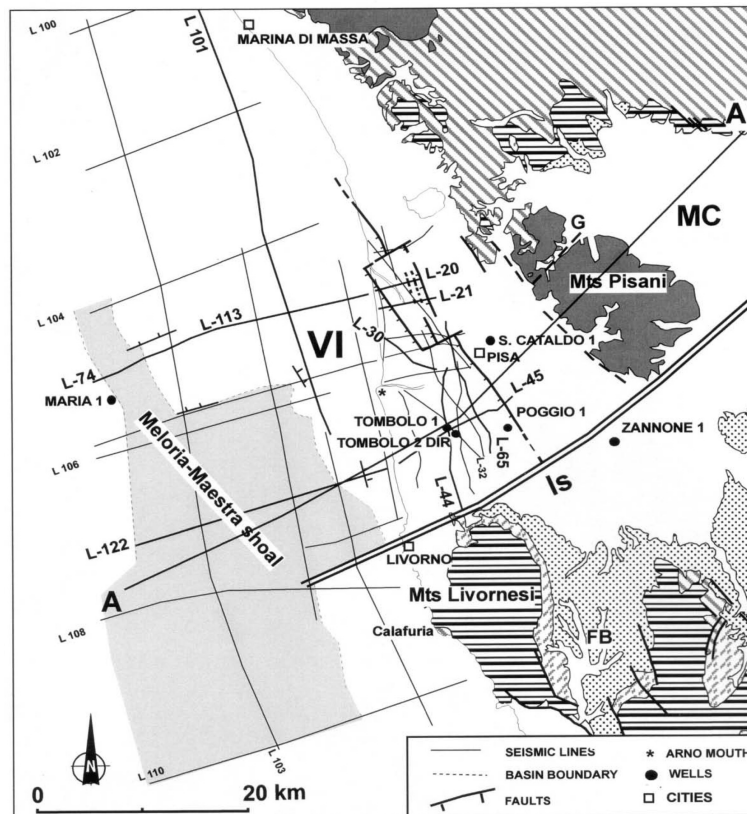 L 100
L 101
MARINA DI MASSA
A
L 102
MC
G
Mts Pisani
L-20
L-21
L 104
L-113
L-30
VI
S. CATALDO 1
PISA
L-74
MARIA 1
L-45
*
TOMBOLO 1
POGGIO 1
TOMBOLO 2 DIR
ZANNONE 1
L-65
L-32
L 106
Meloria-Maestra shoal
Is
L-44
L-122
LIVORNO
A
Mts Livornesi
L 108
Calafuria
FB
N
L 110
L 103
0 20 km
SEISMIC LINES * ARNO MOUTH
BASIN BOUNDARY WELLS
FAULTS CITIES